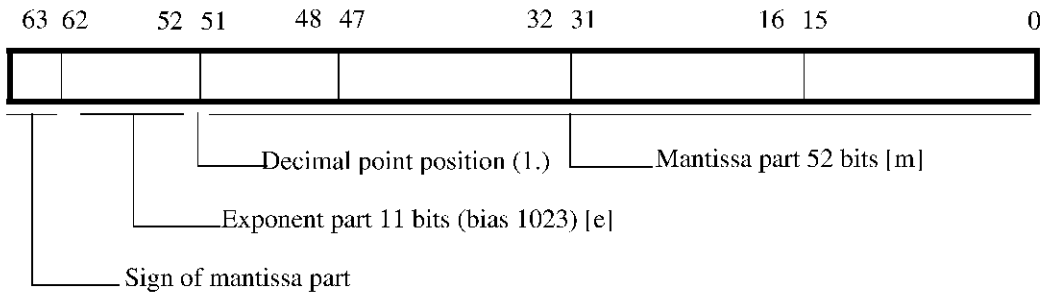 63 62 52 51 48 47 32 31 16 15 0
Decimal point position (1.) Mantissa part 52 bits [m]
Exponent part 11 bits (bias 1023) [e]
Sign of mantissa part